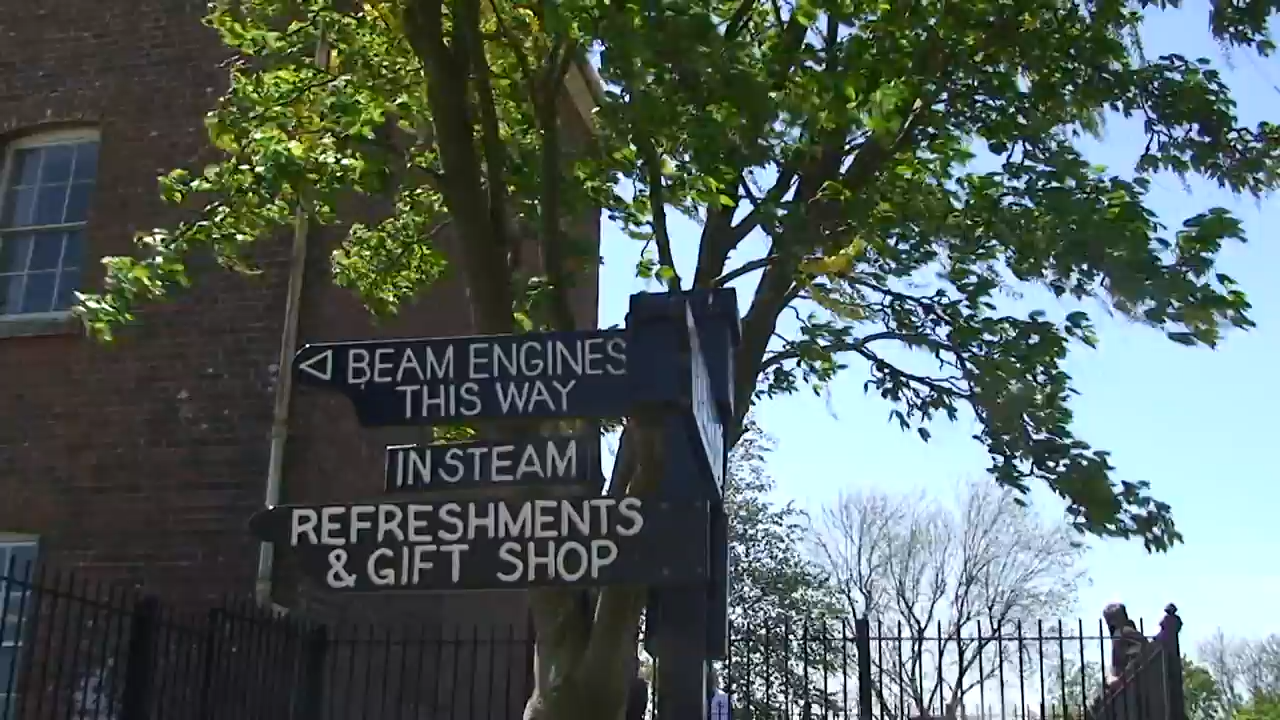 BEAM ENGINES
THIS WAY
IN STEAM
REFRESHMENTS
& GIFT SHOP